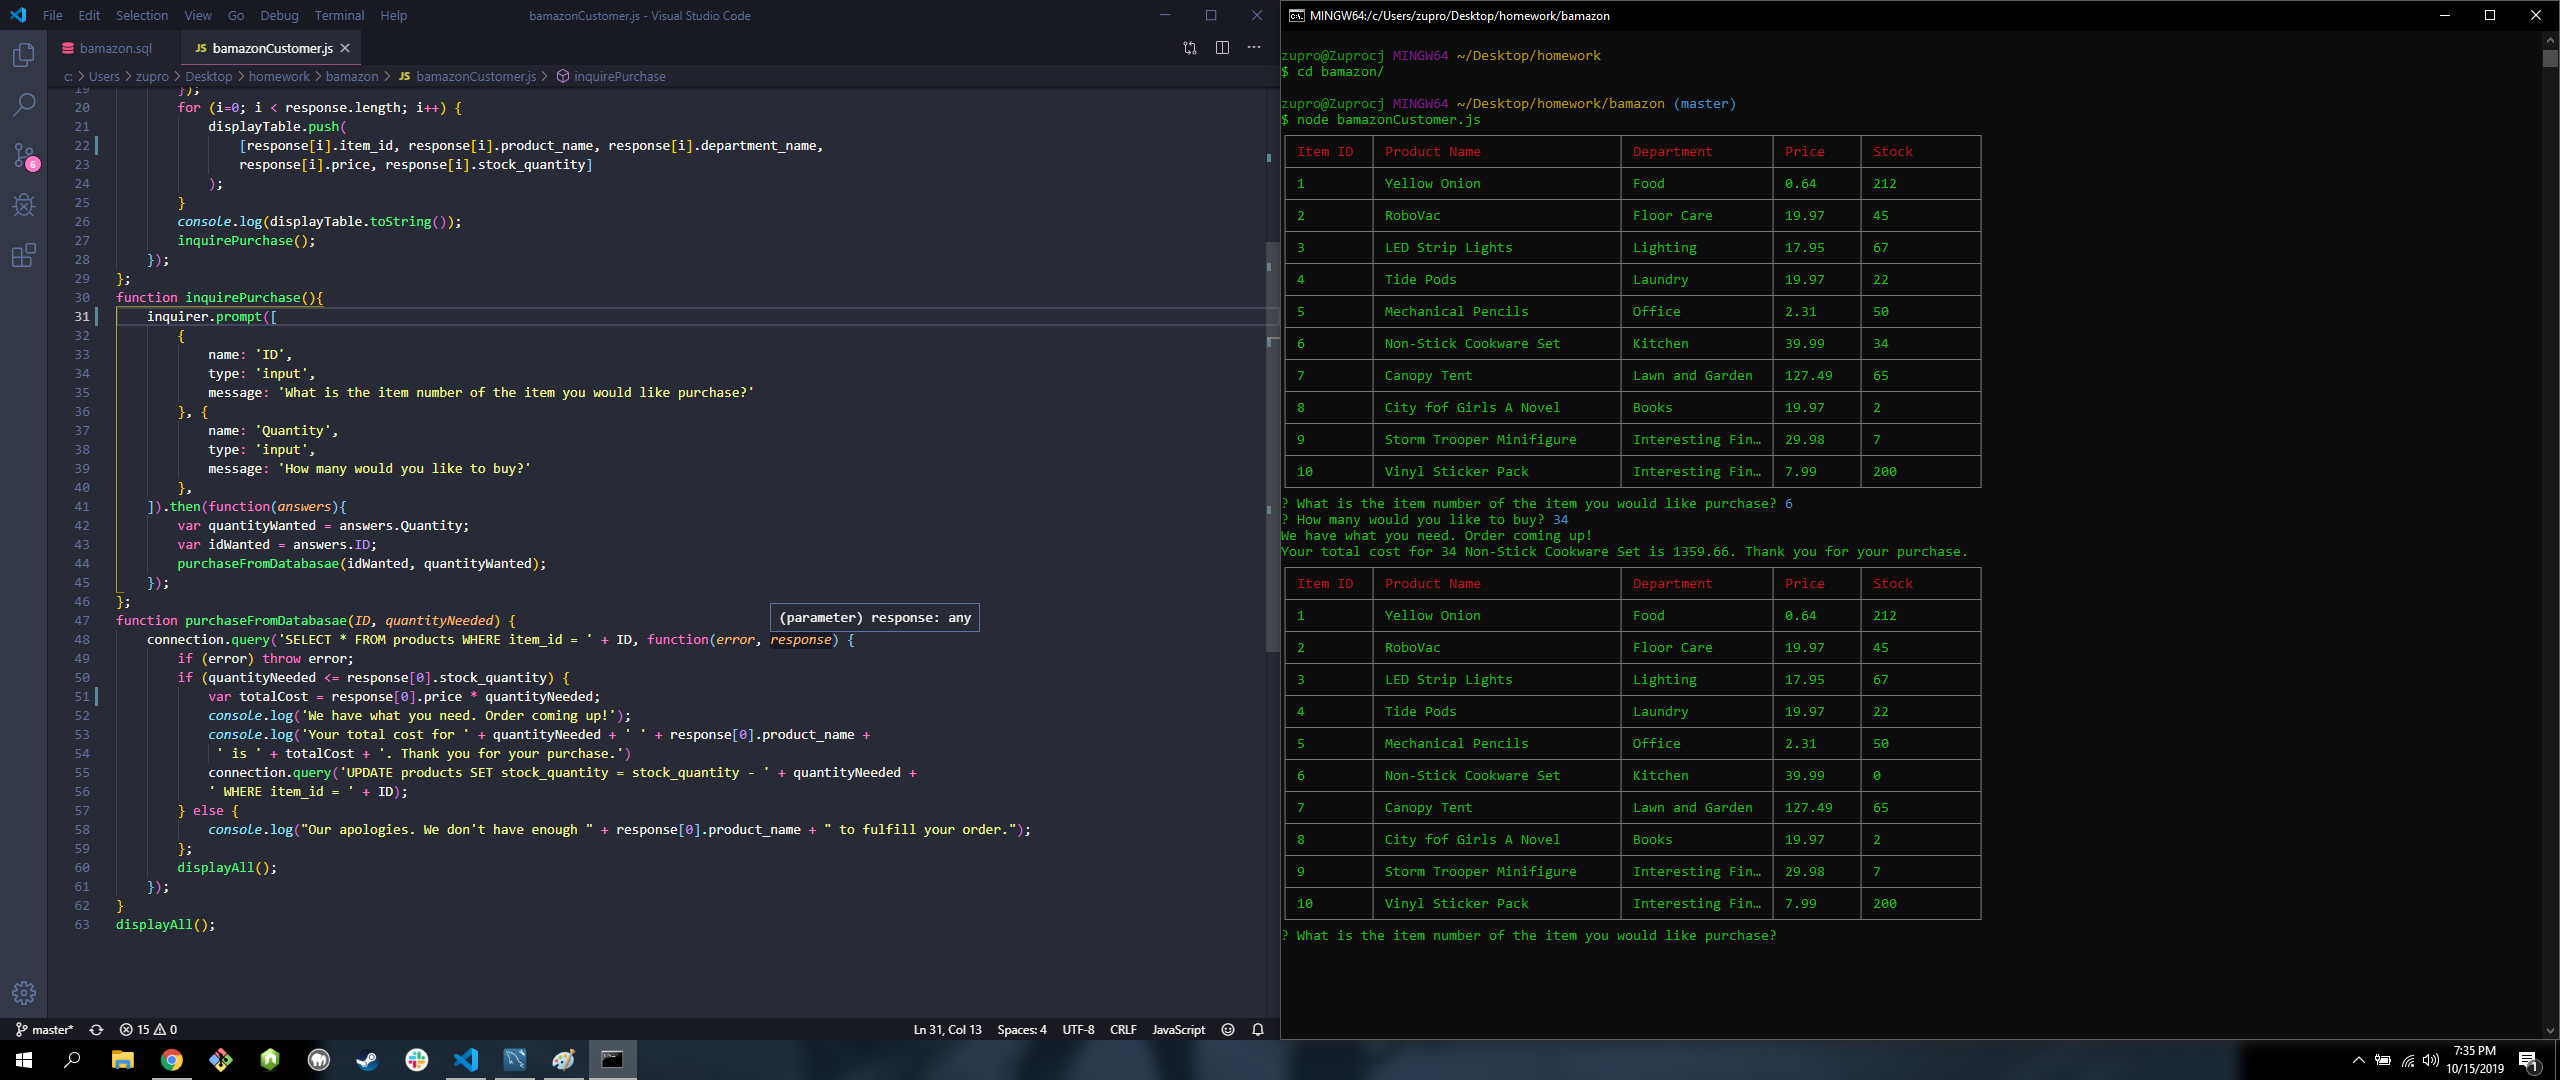 File Edit Selection View Go Debug Terminal Help
bamazonCustomer.js - Visual Studio Code
bamazon.sql
JS bamazonCustomer.js
c: > Users > zupro > Desktop > homework > bamazon > JS bamazonCustomer.js > inquirePurchase
19 });
20 for (i=0; i < response.length; i++) {
21 displayTable.push(
22 [response[i].item_id, response[i].product_name, response[i].department_name,
23 response[i].price, response[i].stock_quantity]
24 );
25 }
26 console.log(displayTable.toString());
27 inquirePurchase();
28 });
29 };
30 function inquirePurchase(){
31 inquirer.prompt([
32 {
33 name: 'ID',
34 type: 'input',
35 message: 'What is the item number of the item you would like purchase?'
36 }, {
37 name: 'Quantity',
38 type: 'input',
39 message: 'How many would you like to buy?'
40 },
41 ]).then(function(answers){
42 var quantityWanted = answers.Quantity;
43 var idWanted = answers.ID;
44 purchaseFromDatabasae(idWanted, quantityWanted);
45 });
46 };
47 function purchaseFromDatabasae(ID, quantityNeeded) {
(parameter) response: any
48 connection.query('SELECT * FROM products WHERE item_id = ' + ID, function(error, response) {
49 if (error) throw error;
50 if (quantityNeeded <= response[0].stock_quantity) {
51 var totalCost = response[0].price * quantityNeeded;
52 console.log('We have what you need. Order coming up!');
53 console.log('Your total cost for ' + quantityNeeded + ' ' + response[0].product_name +
54 ' is ' + totalCost + '. Thank you for your purchase.')
55 connection.query('UPDATE products SET stock_quantity = stock_quantity - ' + quantityNeeded +
56 ' WHERE item_id = ' + ID);
57 } else {
58 console.log("Our apologies. We don't have enough " + response[0].product_name + " to fulfill your order.");
59 };
60 displayAll();
61 });
62 }
63 displayAll();
6
master* 15 0
Ln 31, Col 13 Spaces: 4 UTF-8 CRLF JavaScript
MINGW64:/c/Users/zupro/Desktop/homework/bamazon
zupro@Zuprocj MINGW64 ~/Desktop/homework
$ cd bamazon/
zupro@Zuprocj MINGW64 ~/Desktop/homework/bamazon (master)
$ node bamazonCustomer.js
Item ID Product Name Department Price Stock
1 Yellow Onion Food 0.64 212
2 RoboVac Floor Care 19.97 45
3 LED Strip Lights Lighting 17.95 67
4 Tide Pods Laundry 19.97 22
5 Mechanical Pencils Office 2.31 50
6 Non-Stick Cookware Set Kitchen 39.99 34
7 Canopy Tent Lawn and Garden 127.49 65
8 City fof Girls A Novel Books 19.97 2
9 Storm Trooper Minifigure Interesting Fin… 29.98 7
10 Vinyl Sticker Pack Interesting Fin… 7.99 200
? What is the item number of the item you would like purchase? 6
? How many would you like to buy? 34
We have what you need. Order coming up!
Your total cost for 34 Non-Stick Cookware Set is 1359.66. Thank you for your purchase.
Item ID Product Name Department Price Stock
1 Yellow Onion Food 0.64 212
2 RoboVac Floor Care 19.97 45
3 LED Strip Lights Lighting 17.95 67
4 Tide Pods Laundry 19.97 22
5 Mechanical Pencils Office 2.31 50
6 Non-Stick Cookware Set Kitchen 39.99 0
7 Canopy Tent Lawn and Garden 127.49 65
8 City fof Girls A Novel Books 19.97 2
9 Storm Trooper Minifigure Interesting Fin… 29.98 7
10 Vinyl Sticker Pack Interesting Fin… 7.99 200
? What is the item number of the item you would like purchase?
7:35 PM
10/15/2019
1